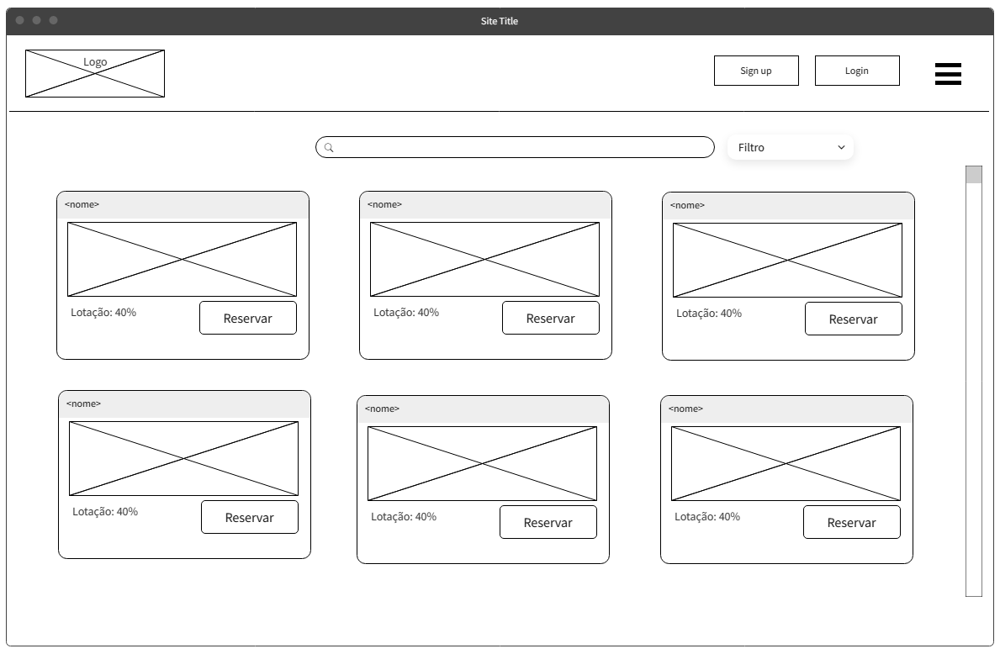 Site Title
Logo
Sign up
Login
Filtro
<nome>
<nome>
<nome>
Lotação: 40%
Reservar
Lotação: 40%
Reservar
Lotação: 40%
Reservar
<nome>
<nome>
<nome>
Lotação: 40%
Reservar
Lotação: 40%
Reservar
Lotação: 40%
Reservar